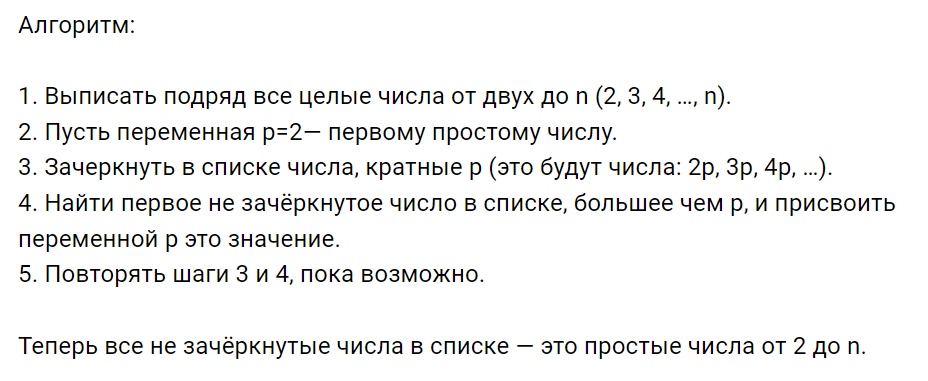 Алгоритм:
1. Выписать подряд все целые числа от двух до n (2, 3, 4, …, n).
2. Пусть переменная p=2— первому простому числу.
3. Зачеркнуть в списке числа, кратные p (это будут числа: 2p, 3p, 4p, …).
4. Найти первое не зачёркнутое число в списке, большее чем p, и присвоить
переменной p это значение.
5. Повторять шаги 3 и 4, пока возможно.
Теперь все не зачёркнутые числа в списке — это простые числа от 2 до n.